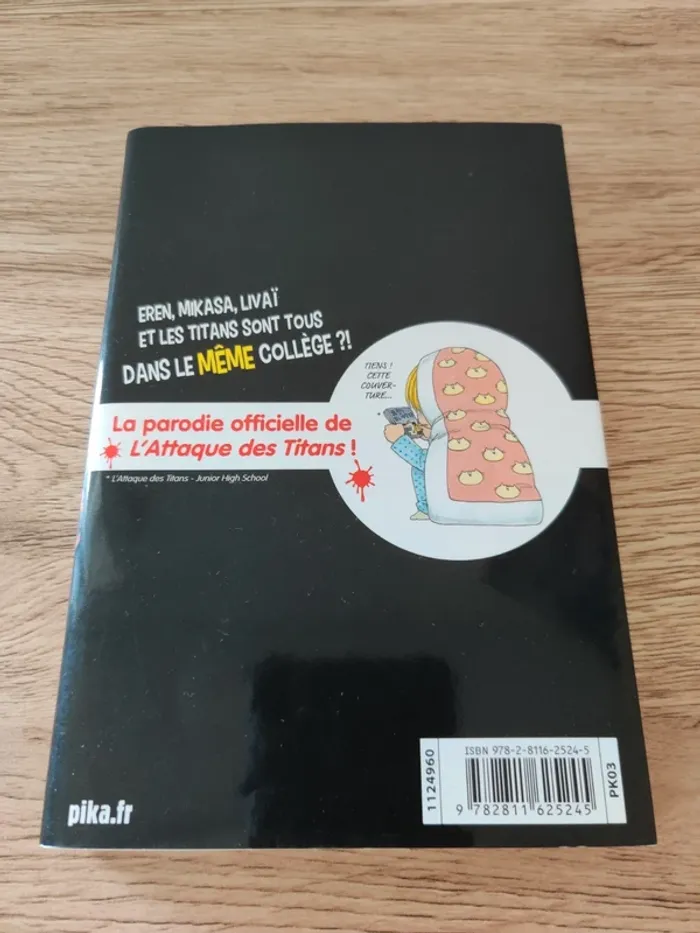 EREN, MIKASA, LIVAÏ
ET LES TITANS SONT TOUS
DANS LE MÊME COLLÈGE ?!
TIENS !
CETTE
COUVER-
TURE...
La parodie officielle de
L'Attaque des Titans !
* L'Attaque des Titans - Junior High School
pika.fr
1124960
ISBN 978-2-8116-2524-5
9 782811 625245
PK03